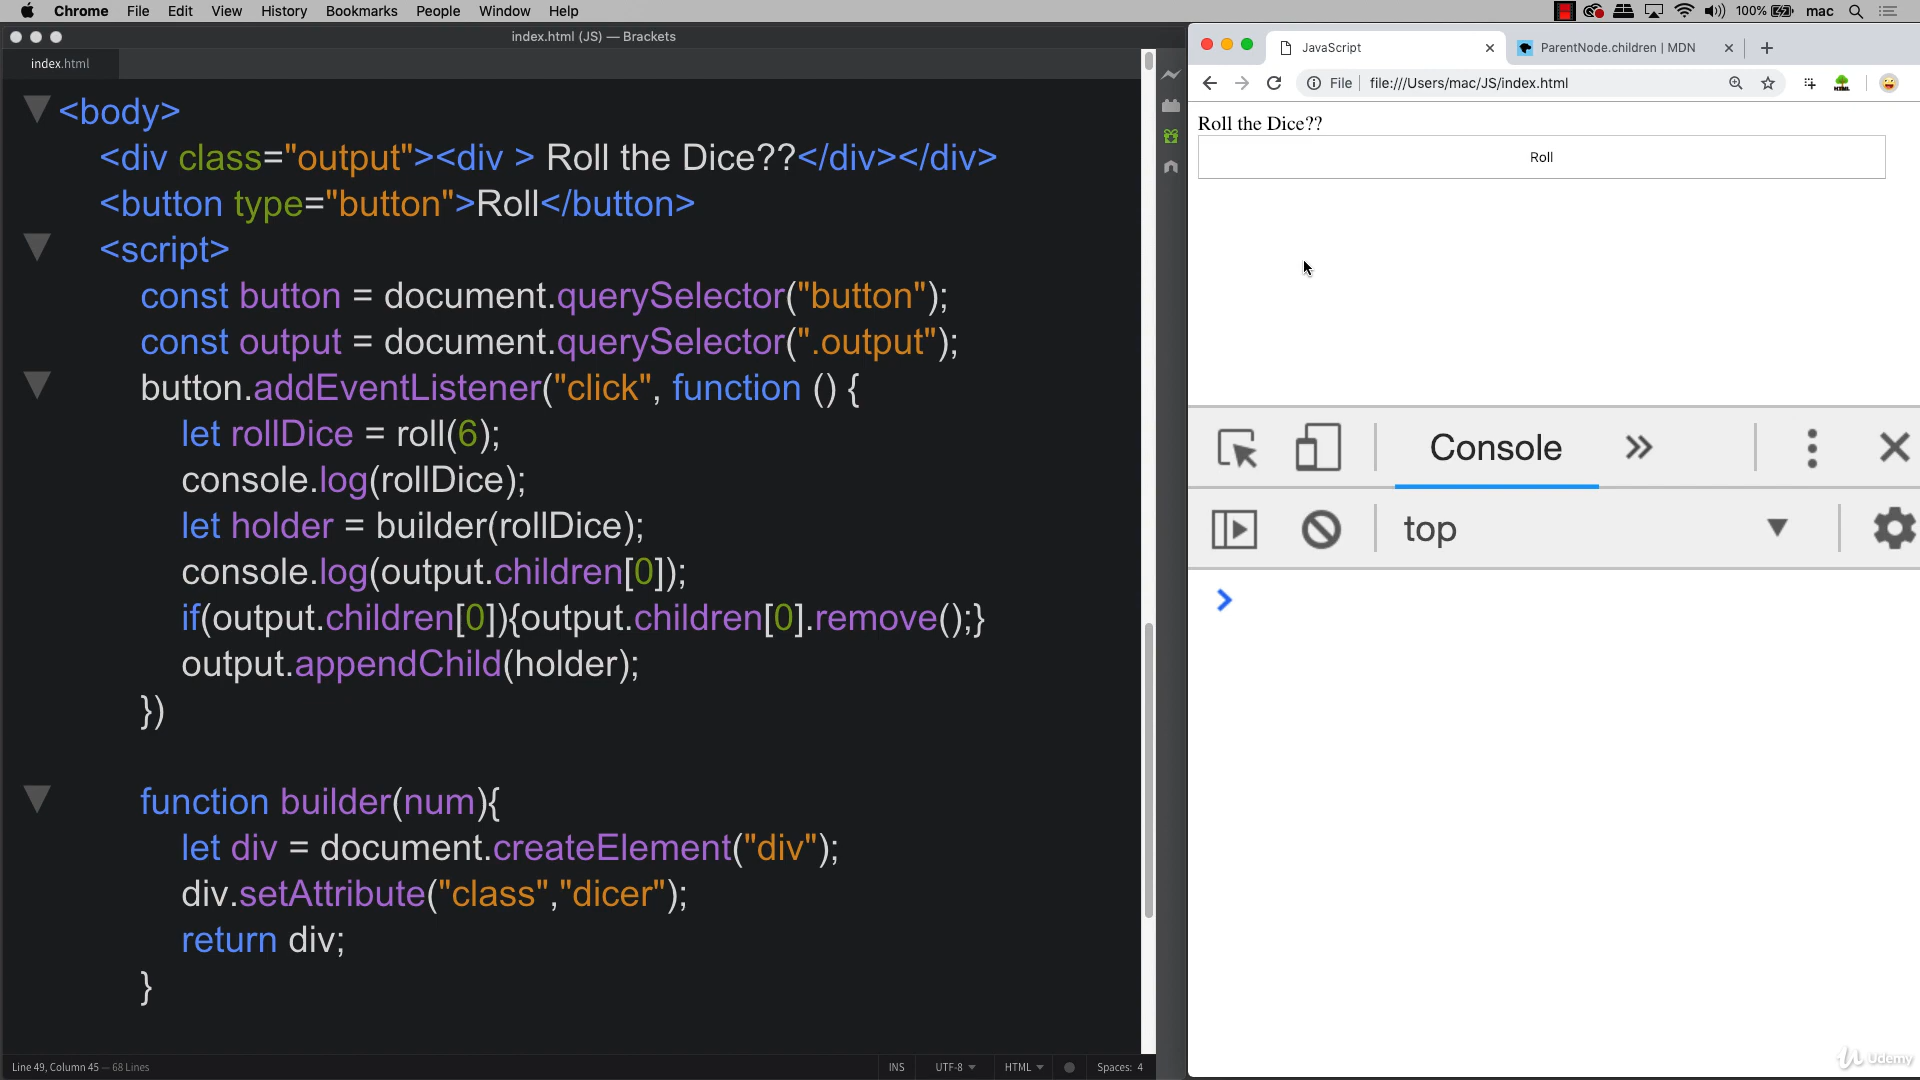 Chrome File Edit View History Bookmarks People Window Help 100% mac
index.html (JS) — Brackets
index.html
<body>
<div class="output"><div > Roll the Dice??</div></div>
<button type="button">Roll</button>
<script>
const button = document.querySelector("button");
const output = document.querySelector(".output");
button.addEventListener("click", function () {
let rollDice = roll(6);
console.log(rollDice);
let holder = builder(rollDice);
console.log(output.children[0]);
if(output.children[0]){output.children[0].remove();}
output.appendChild(holder);
})
function builder(num){
let div = document.createElement("div");
div.setAttribute("class","dicer");
return div;
}
Line 49, Column 45 — 68 Lines
INS UTF-8 HTML Spaces: 4
JavaScript ParentNode.children | MDN
File file:///Users/mac/JS/index.html
Roll the Dice??
Roll
Console
top
Udemy